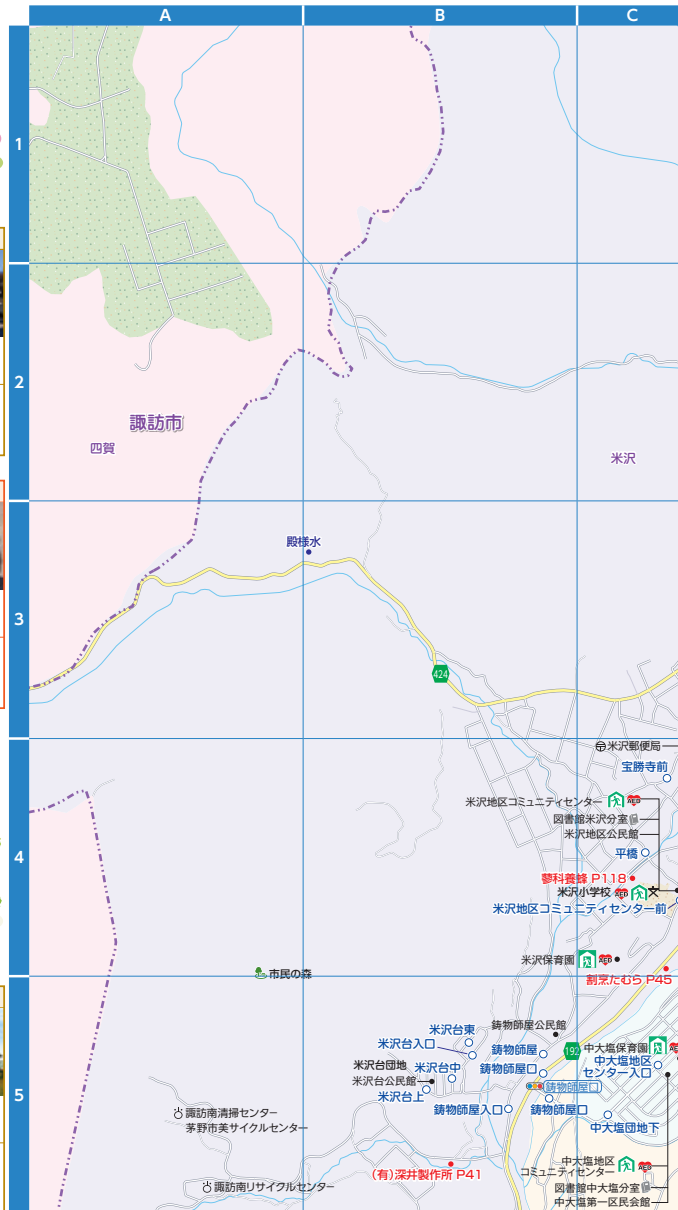 A
B
C
1
2
諏訪市
四賀
米沢
殿様水
3
424
米沢郵便局
宝勝寺前
米沢地区コミュニティセンター
AED
図書館米沢分室
米沢地区公民館
4
平橋
蓼科養蜂 P118
米沢小学校
AED
米沢地区コミュニティセンター前
米沢保育園
AED
市民の森
割烹たむら P45
鋳物師屋公民館
米沢台東
米沢台入口
鋳物師屋
192
中大塩保育園
中大塩地区
センター入口
米沢台団地
米沢台中
鋳物師屋口
米沢台公民館
鋳物師屋口
米沢台上
5
鋳物師屋入口
鋳物師屋口
諏訪南清掃センター
茅野市美サイクルセンター
中大塩団地下
中大塩地区
コミュニティセンター
AED
(有)深井製作所 P41
諏訪南リサイクルセンター
図書館中大塩分室
中大塩第一区民会館